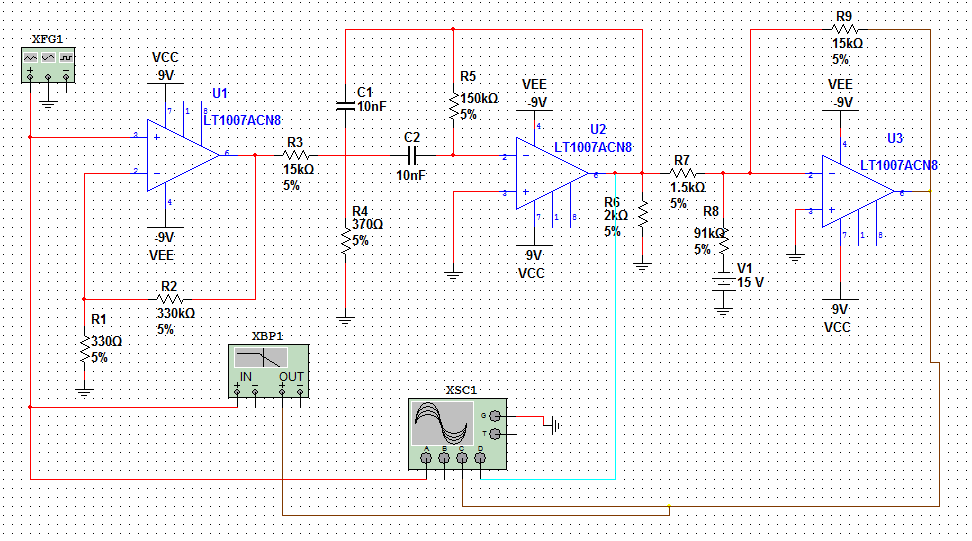 XFG1
VCC
9V
U1
LT1007ACN8
7
1
8
3
2
6
4
-9V
VEE
R1
330Ω
5%
R2
330kΩ
5%
R3
15kΩ
5%
C1
10nF
C2
10nF
R4
370Ω
5%
R5
150kΩ
5%
VEE
-9V
U2
LT1007ACN8
4
2
3
6
7
1
8
9V
VCC
R6
2kΩ
5%
R7
1.5kΩ
5%
R8
91kΩ
5%
V1
15 V
R9
15kΩ
5%
VEE
-9V
U3
LT1007ACN8
4
2
3
6
7
1
8
9V
VCC
XBP1
IN OUT
XSC1
G
T
A B C D